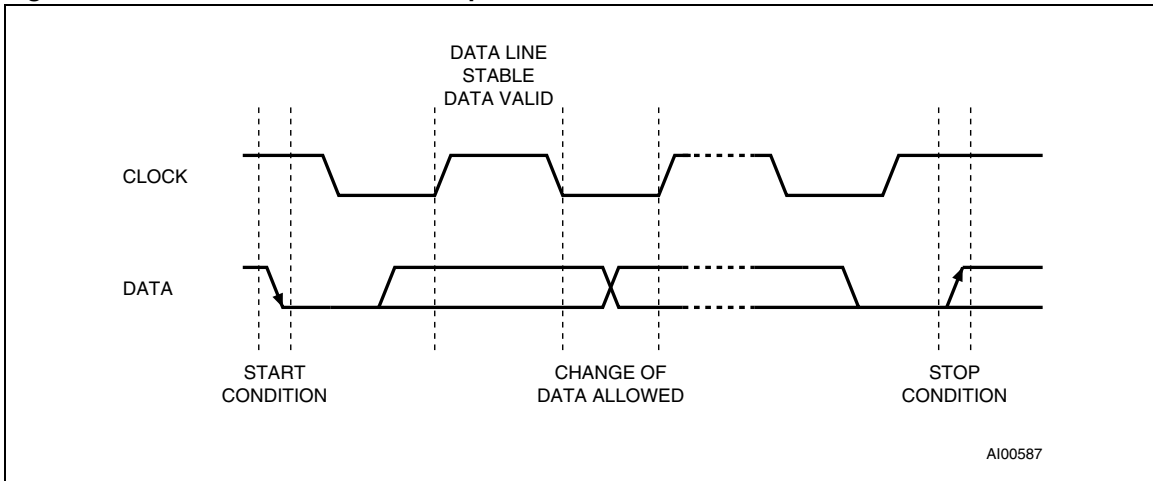 DATA LINE
STABLE
DATA VALID
CLOCK
DATA
START
CONDITION
CHANGE OF
DATA ALLOWED
STOP
CONDITION
AI00587